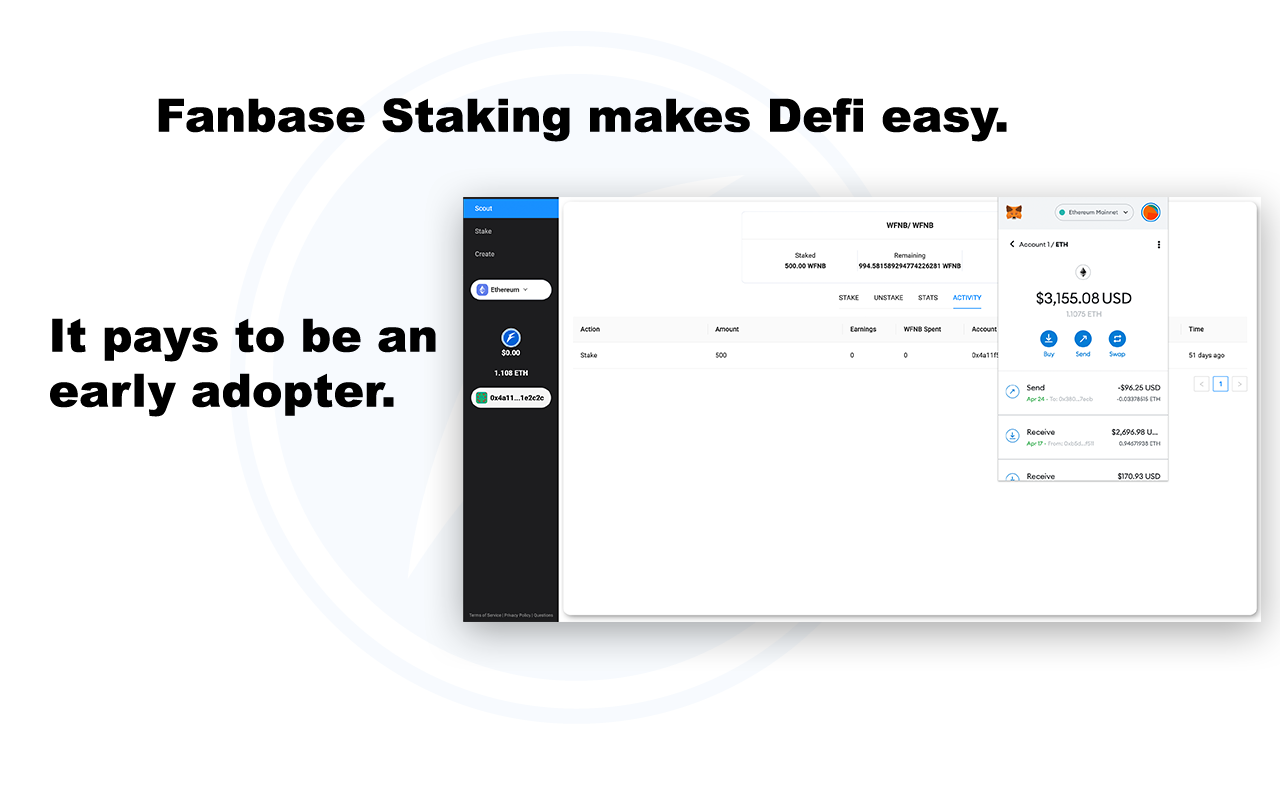 Fanbase Staking makes Defi easy.
It pays to be an
early adopter.
Scout
Stake
Create
Ethereum
$0.00
1.108 ETH
0x4a11...1e2c2c
Terms of Service | Privacy Policy | Questions
WFNB/ WFNB
Staked
500.00 WFNB
Remaining
994.581589294774226281 WFNB
STAKE UNSTAKE STATS ACTIVITY
Action Amount Earnings WFNB Spent Account Time
Stake 500 0 0 0x4a11f5 51 days ago
< 1 >
Ethereum Mainnet
Account 1 / ETH
$3,155.08 USD
1.1075 ETH
Buy Send Swap
Send -$96.25 USD
Apr 24 - To: 0x380...7ecb -0.03378515 ETH
Receive $2,696.98 U...
Apr 17 - From: 0.94671938 ETH
Receive $170.93 USD